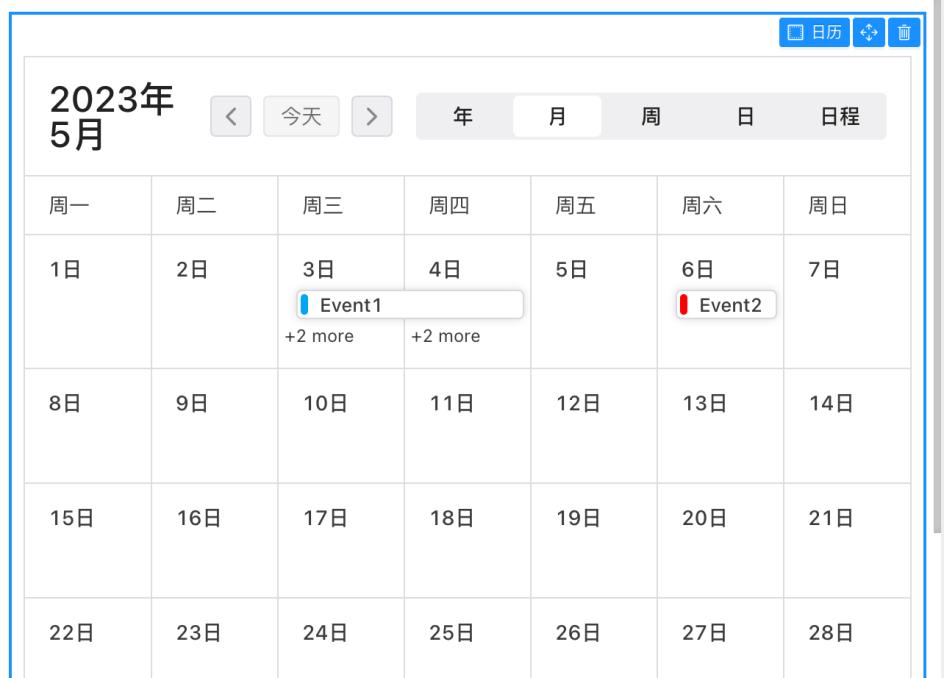 日历
2023年
5月
今天
年 月 周 日 日程
周一 周二 周三 周四 周五 周六 周日
1日 2日 3日 4日 5日 6日 7日
Event1 Event2
+2 more +2 more
8日 9日 10日 11日 12日 13日 14日
15日 16日 17日 18日 19日 20日 21日
22日 23日 24日 25日 26日 27日 28日